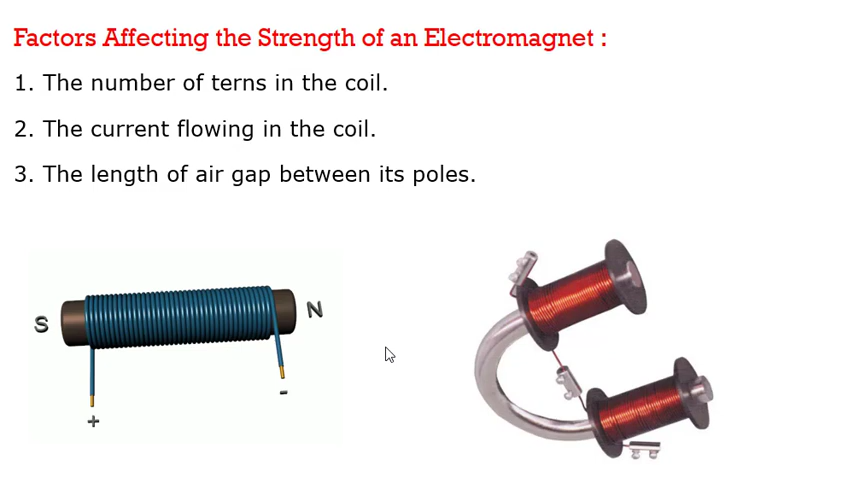 Factors Affecting the Strength of an Electromagnet :
1. The number of terns in the coil.
2. The current flowing in the coil.
3. The length of air gap between its poles.
S
N
-
+